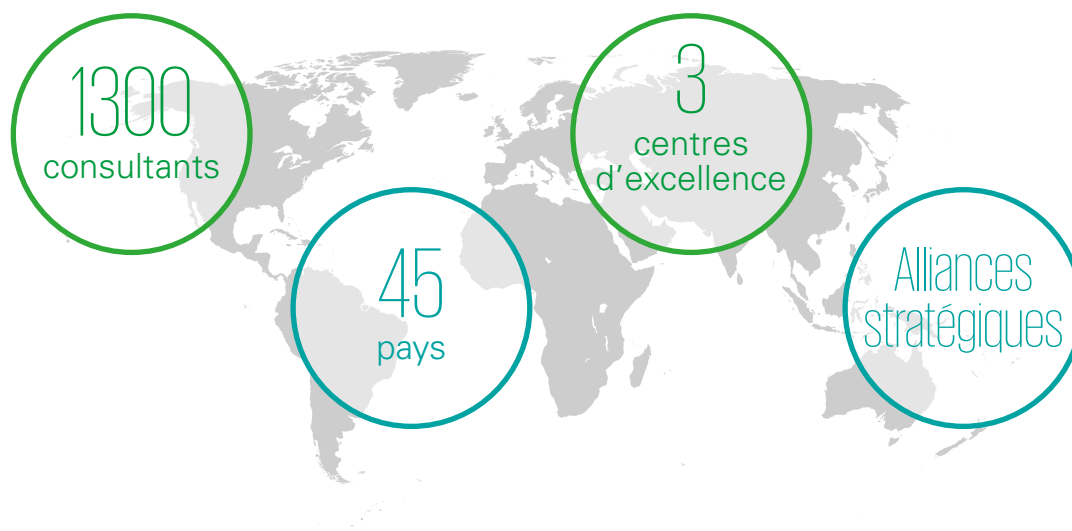 1300
consultants
45
pays
3
centres
d'excellence
Alliances
stratégiques